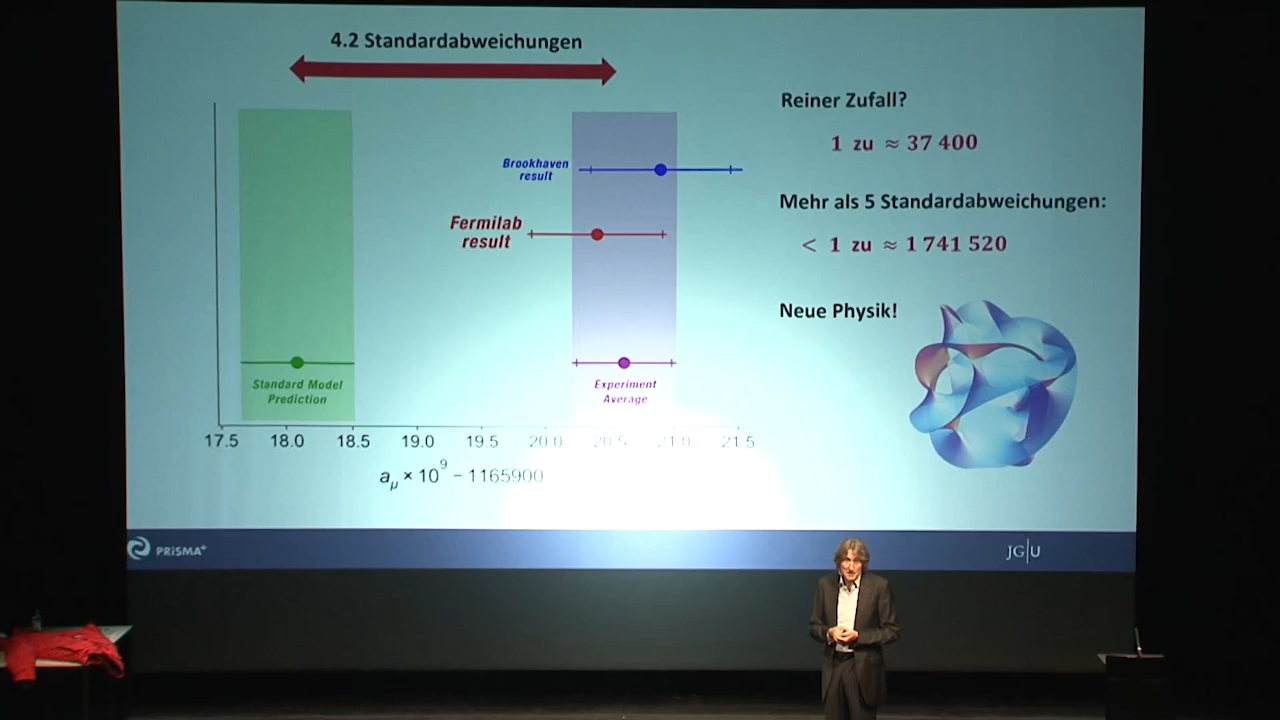 4.2 Standardabweichungen
Brookhaven
result
Fermilab
result
Standard Model
Prediction
Experiment
Average
17.5 18.0 18.5 19.0 19.5 20.0 20.5 21.0 21.5
aμ × 10⁹ − 1165900
Reiner Zufall?
1 zu ≈ 37 400
Mehr als 5 Standardabweichungen:
< 1 zu ≈ 1 741 520
Neue Physik!
PRiSMA+
JG|U